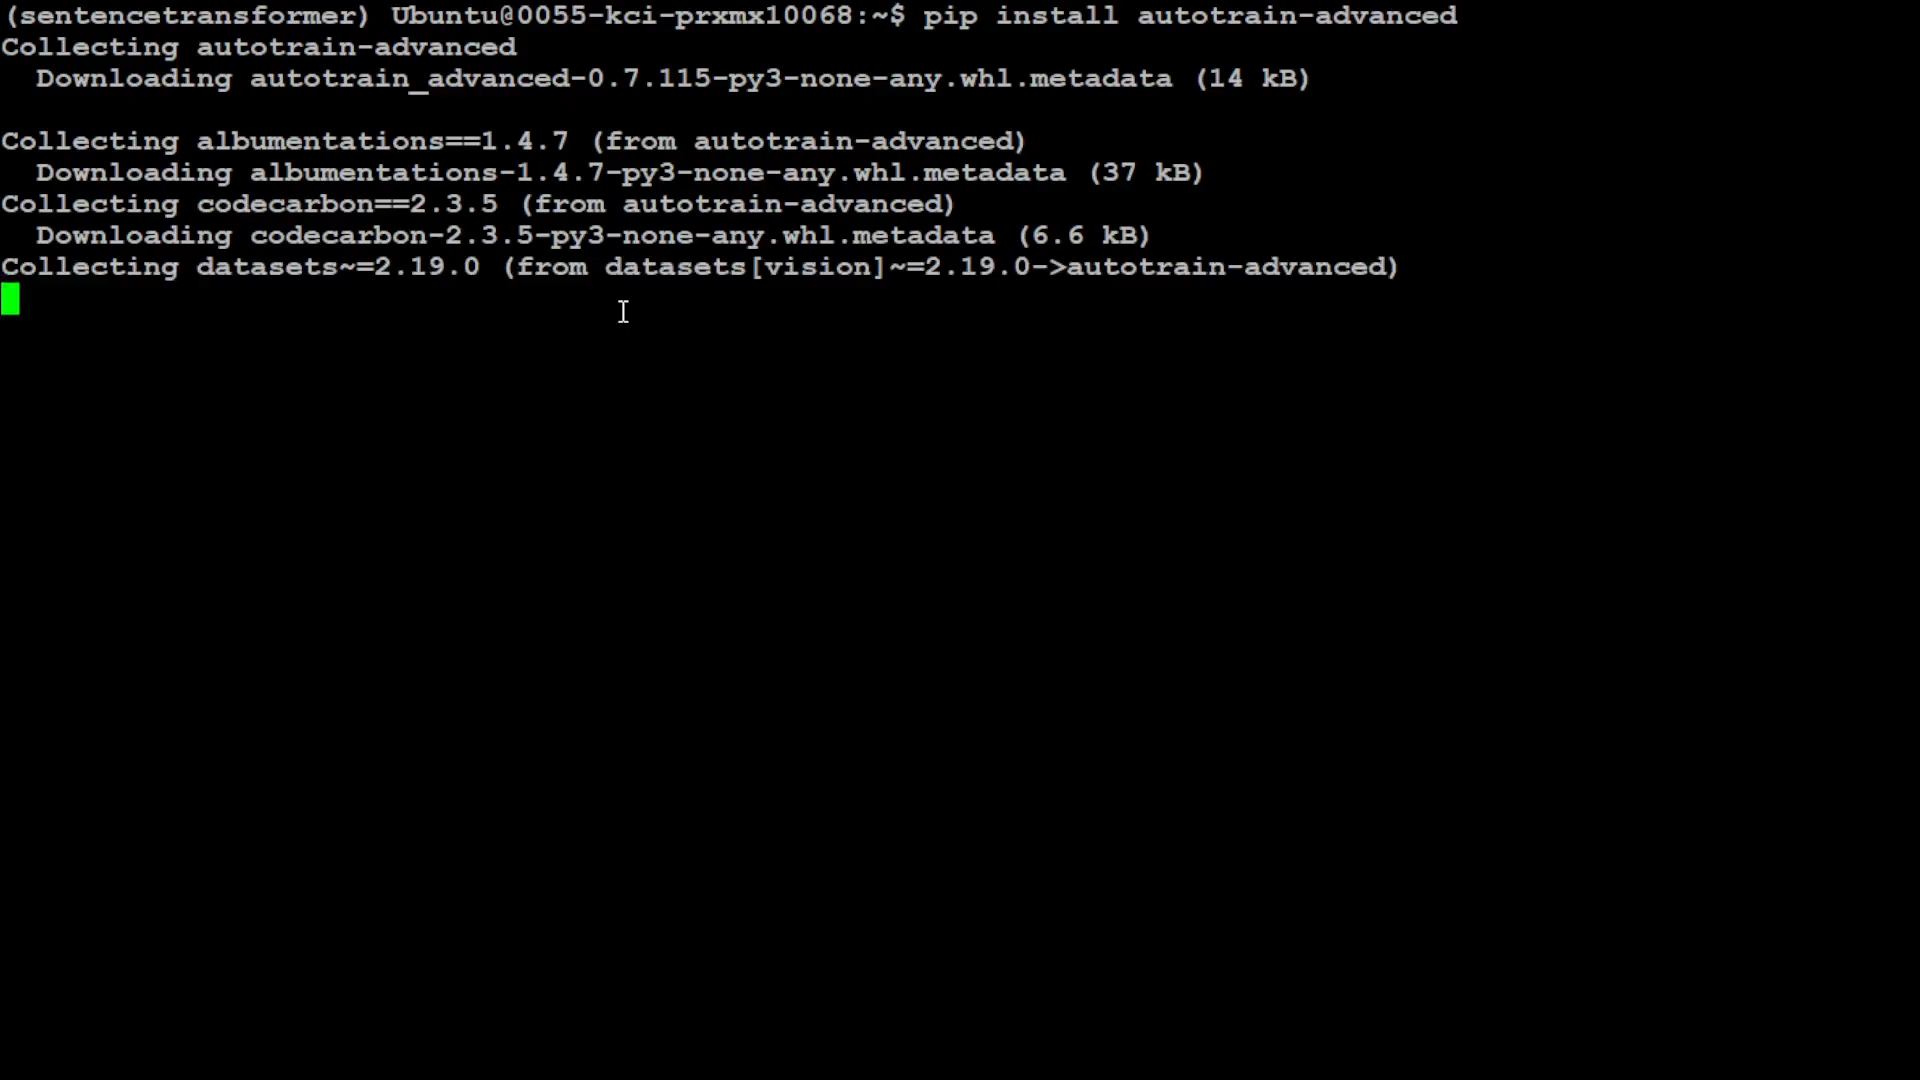 (sentencetransformer) Ubuntu@0055-kci-prxmx10068:~$ pip install autotrain-advanced
Collecting autotrain-advanced
  Downloading autotrain_advanced-0.7.115-py3-none-any.whl.metadata (14 kB)
Collecting albumentations==1.4.7 (from autotrain-advanced)
  Downloading albumentations-1.4.7-py3-none-any.whl.metadata (37 kB)
Collecting codecarbon==2.3.5 (from autotrain-advanced)
  Downloading codecarbon-2.3.5-py3-none-any.whl.metadata (6.6 kB)
Collecting datasets~=2.19.0 (from datasets[vision]~=2.19.0->autotrain-advanced)